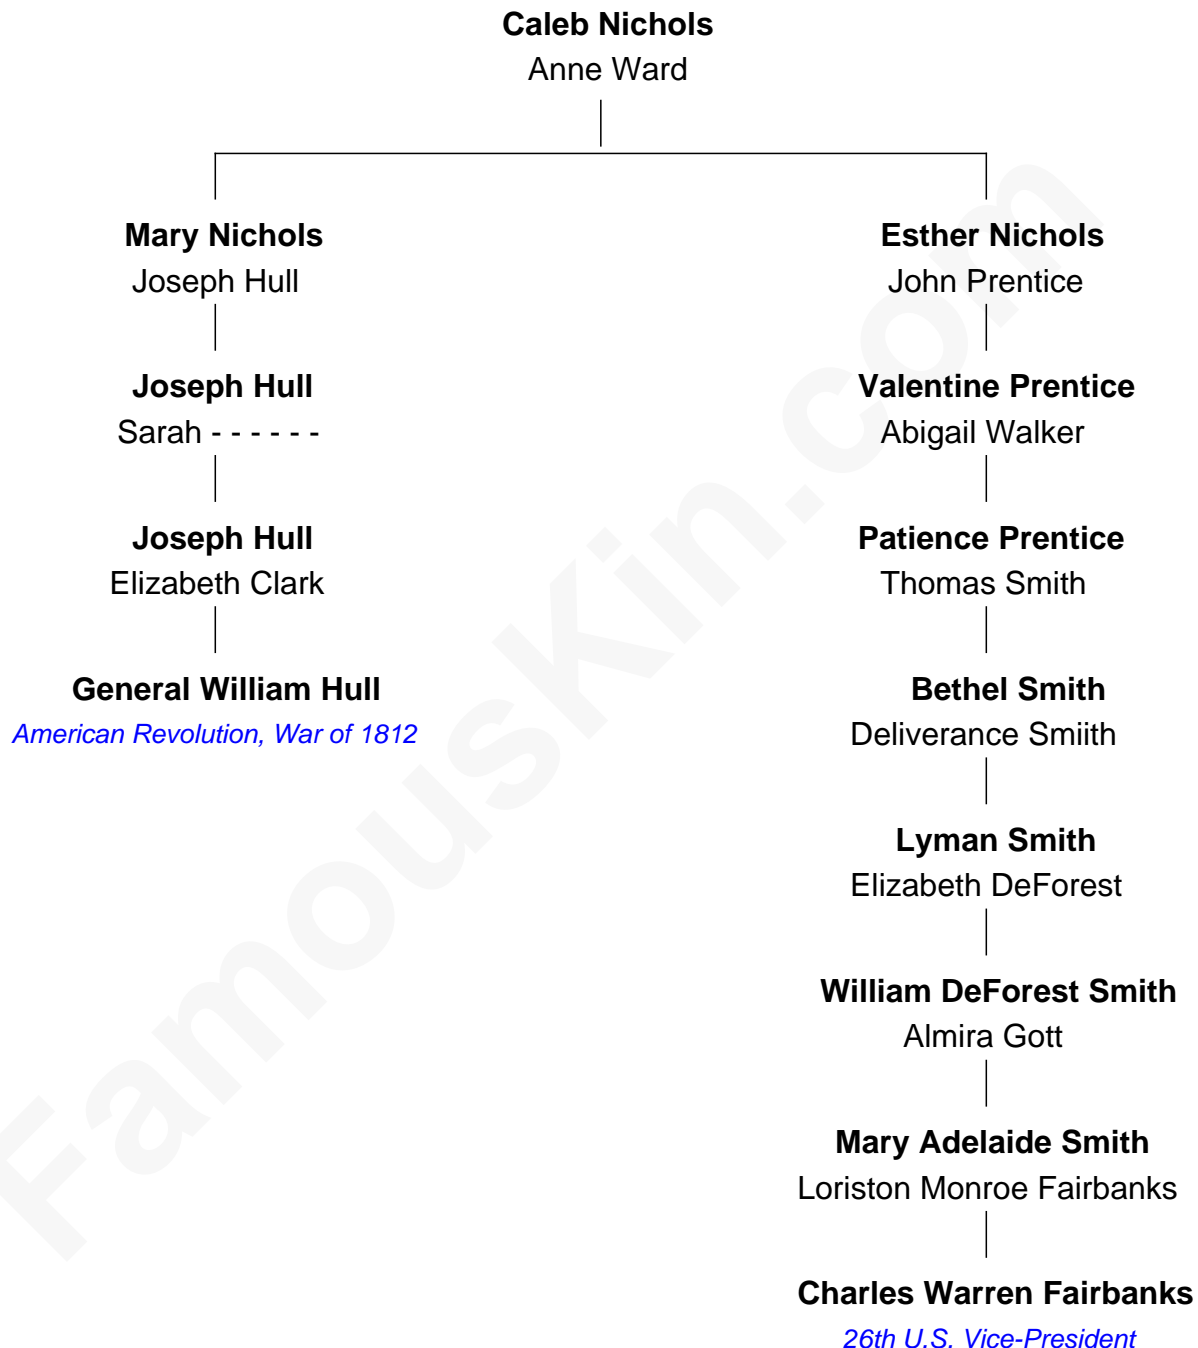 Caleb Nichols
Anne Ward
Mary Nichols
Joseph Hull
Esther Nichols
John Prentice
Joseph Hull
Sarah - - - - - -
Valentine Prentice
Abigail Walker
Joseph Hull
Elizabeth Clark
Patience Prentice
Thomas Smith
General William Hull
American Revolution, War of 1812
Bethel Smith
Deliverance Smiith
Lyman Smith
Elizabeth DeForest
William DeForest Smith
Almira Gott
Mary Adelaide Smith
Loriston Monroe Fairbanks
Charles Warren Fairbanks
26th U.S. Vice-President
FamousKin.com